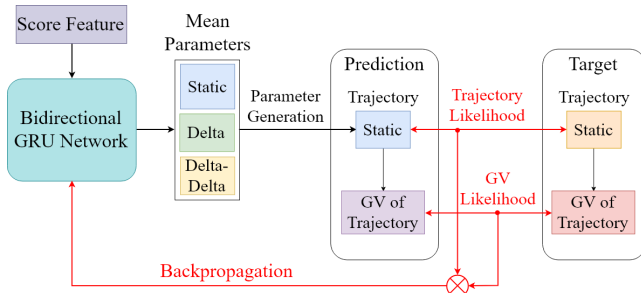 Score Feature
Bidirectional
GRU Network
Mean
Parameters
Static
Delta
Delta-
Delta
Parameter
Generation
Prediction
Trajectory
Static
GV of
Trajectory
Trajectory
Likelihood
GV
Likelihood
Target
Trajectory
Static
GV of
Trajectory
Backpropagation